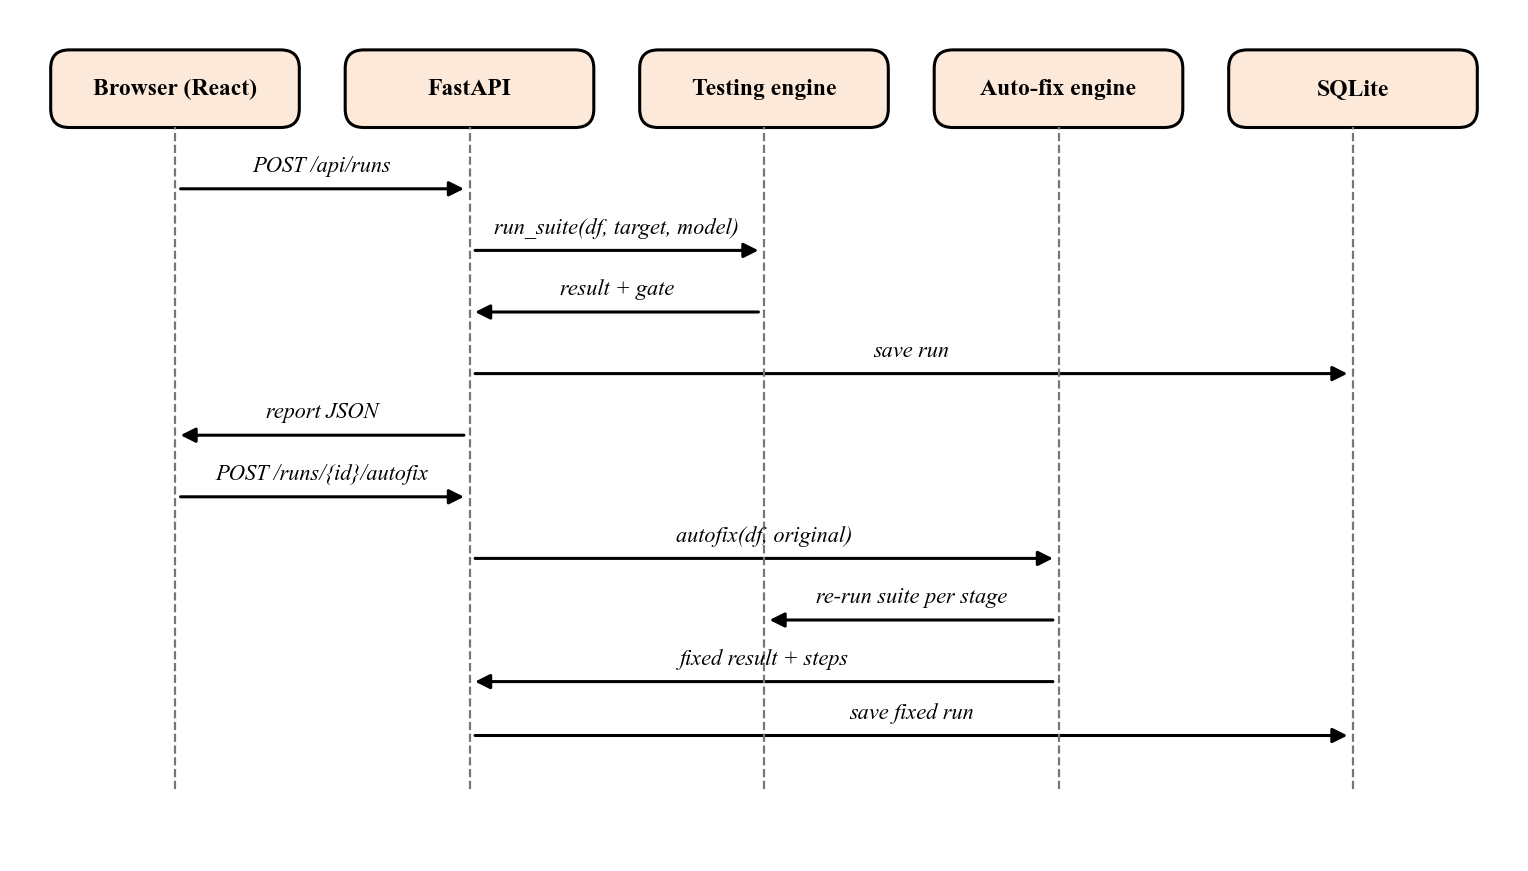 Browser (React)
FastAPI
Testing engine
Auto-fix engine
SQLite
POST /api/runs
run_suite(df, target, model)
result + gate
save run
report JSON
POST /runs/{id}/autofix
autofix(df, original)
re-run suite per stage
fixed result + steps
save fixed run